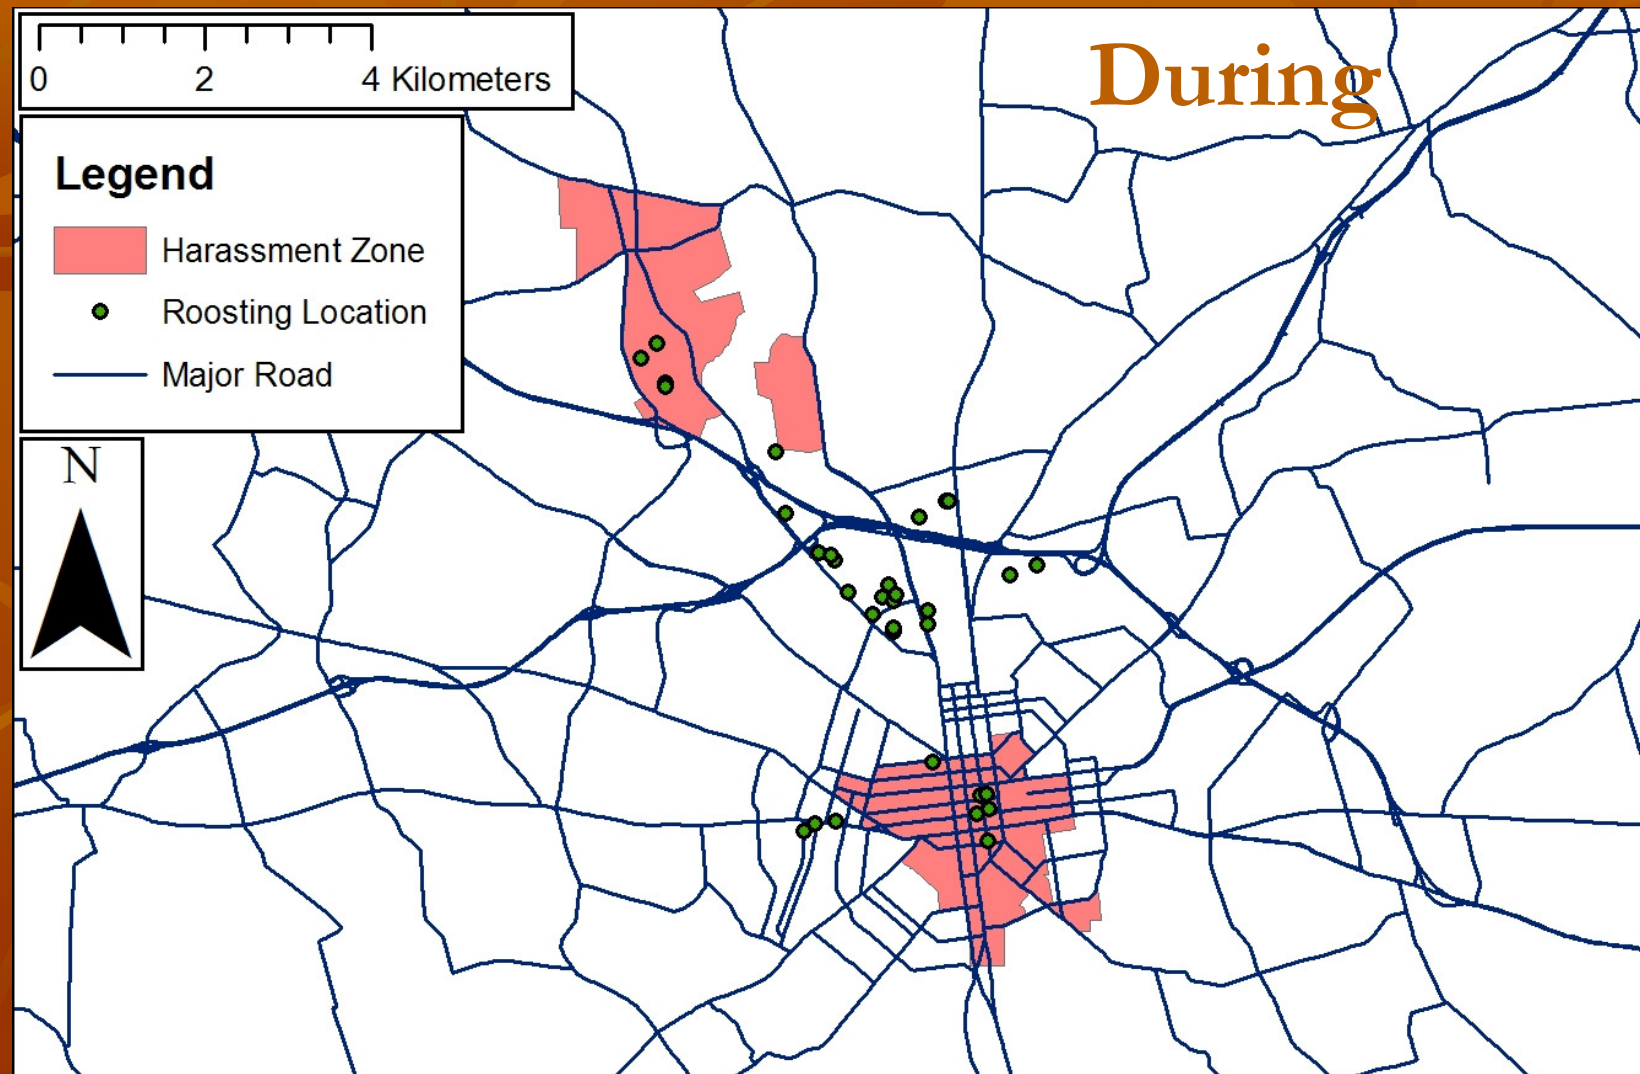 During
0 2 4 Kilometers
Legend
Harassment Zone
Roosting Location
Major Road
N